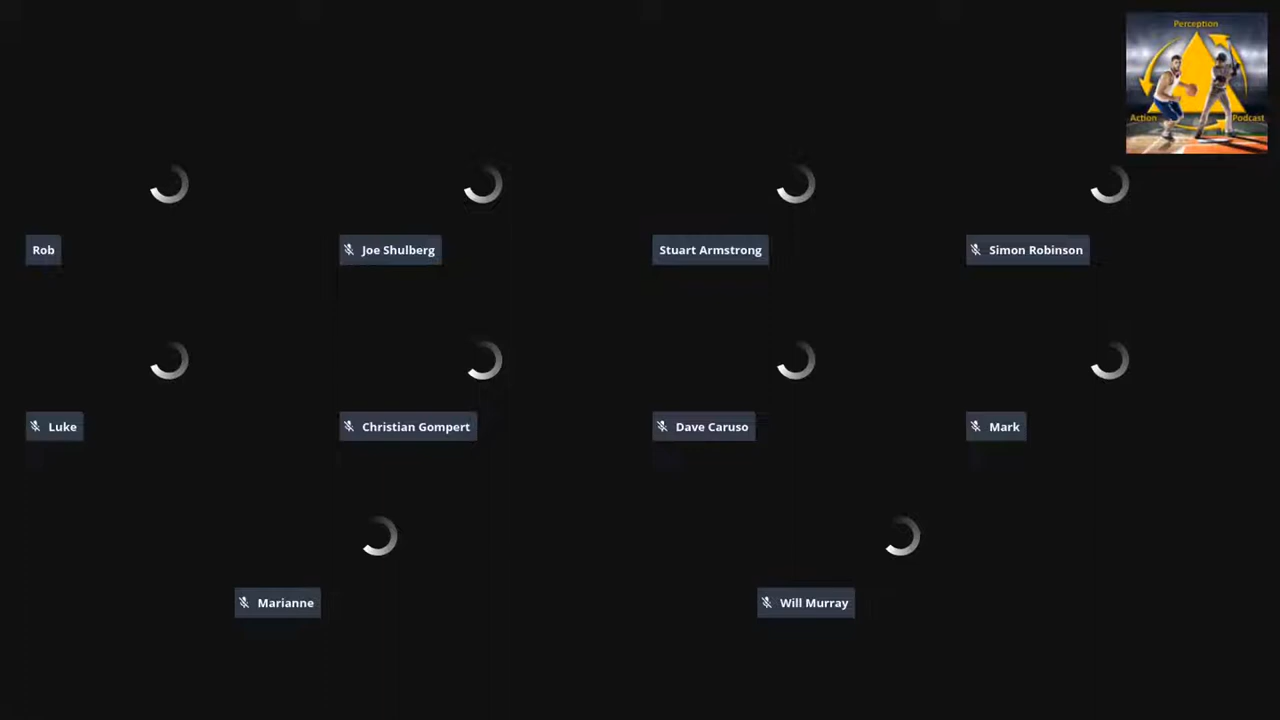 Perception
Action
Podcast
Rob
Joe Shulberg
Stuart Armstrong
Simon Robinson
Luke
Christian Gompert
Dave Caruso
Mark
Marianne
Will Murray